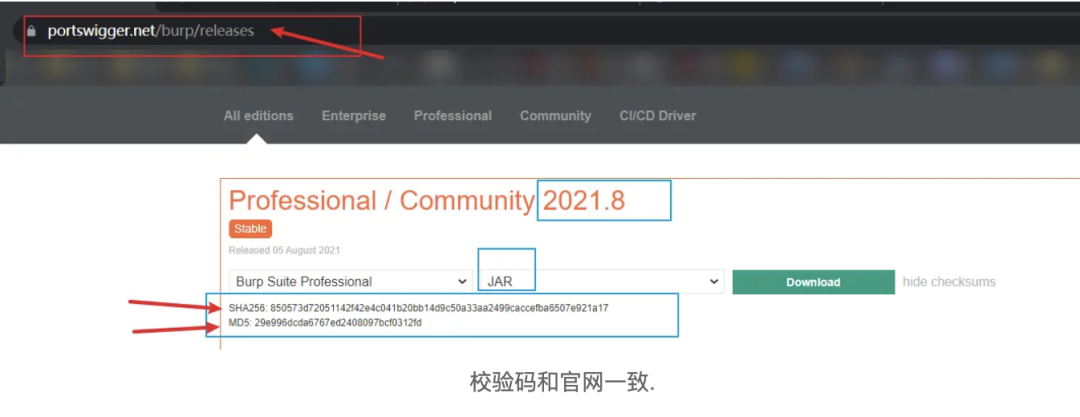 portswigger.net/burp/releases
All editions Enterprise Professional Community CI/CD Driver
Professional / Community 2021.8
Stable
Released 05 August 2021
Burp Suite Professional JAR Download hide checksums
SHA256: 850573d72051142f42e4c041b20bb14d9c50a33aa2499caccefba6507e921a17
MD5: 29e996dcda6767ed2408097bcf0312fd
校验码和官网一致.